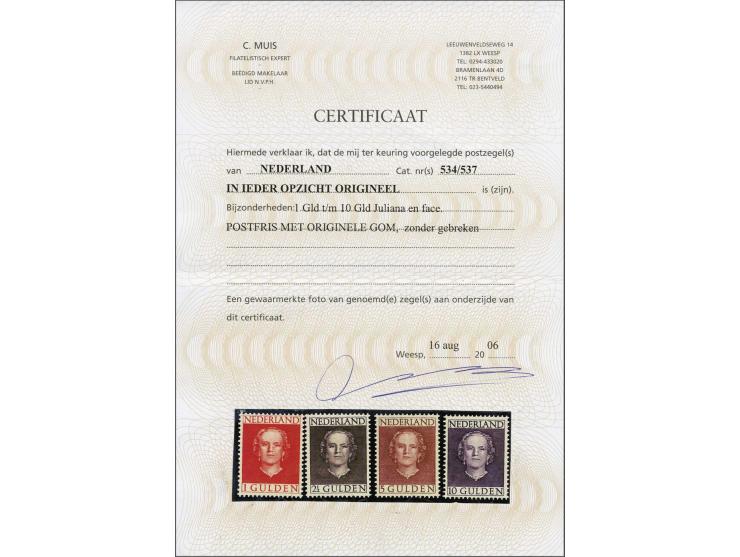 C. MUIS
FILATELISTISCH EXPERT
-
BEËDIGD MAKELAAR
LID N.V.P.H.
LEEUWENVELDSEWEG 14
1382 LX WEESP
TEL: 0294-433020
BRAMENLAAN 4D
2116 TR BENTVELD
TEL: 023-5440494
CERTIFICAAT
Hiermede verklaar ik, dat de mij ter keuring voorgelegde postzegel(s)
van NEDERLAND Cat. nr(s) 534/537
IN IEDER OPZICHT ORIGINEEL is (zijn).
Bijzonderheden: 1 Gld t/m 10 Gld Juliana en face.
POSTFRIS MET ORIGINELE GOM, zonder gebreken
Een gewaarmerkte foto van genoemd(e) zegel(s) aan onderzijde van
dit certificaat.
Weesp, 16 aug 20 06
NEDERLAND NEDERLAND NEDERLAND NEDERLAND
1 GULDEN 2½ GULDEN 5 GULDEN 10 GULDEN